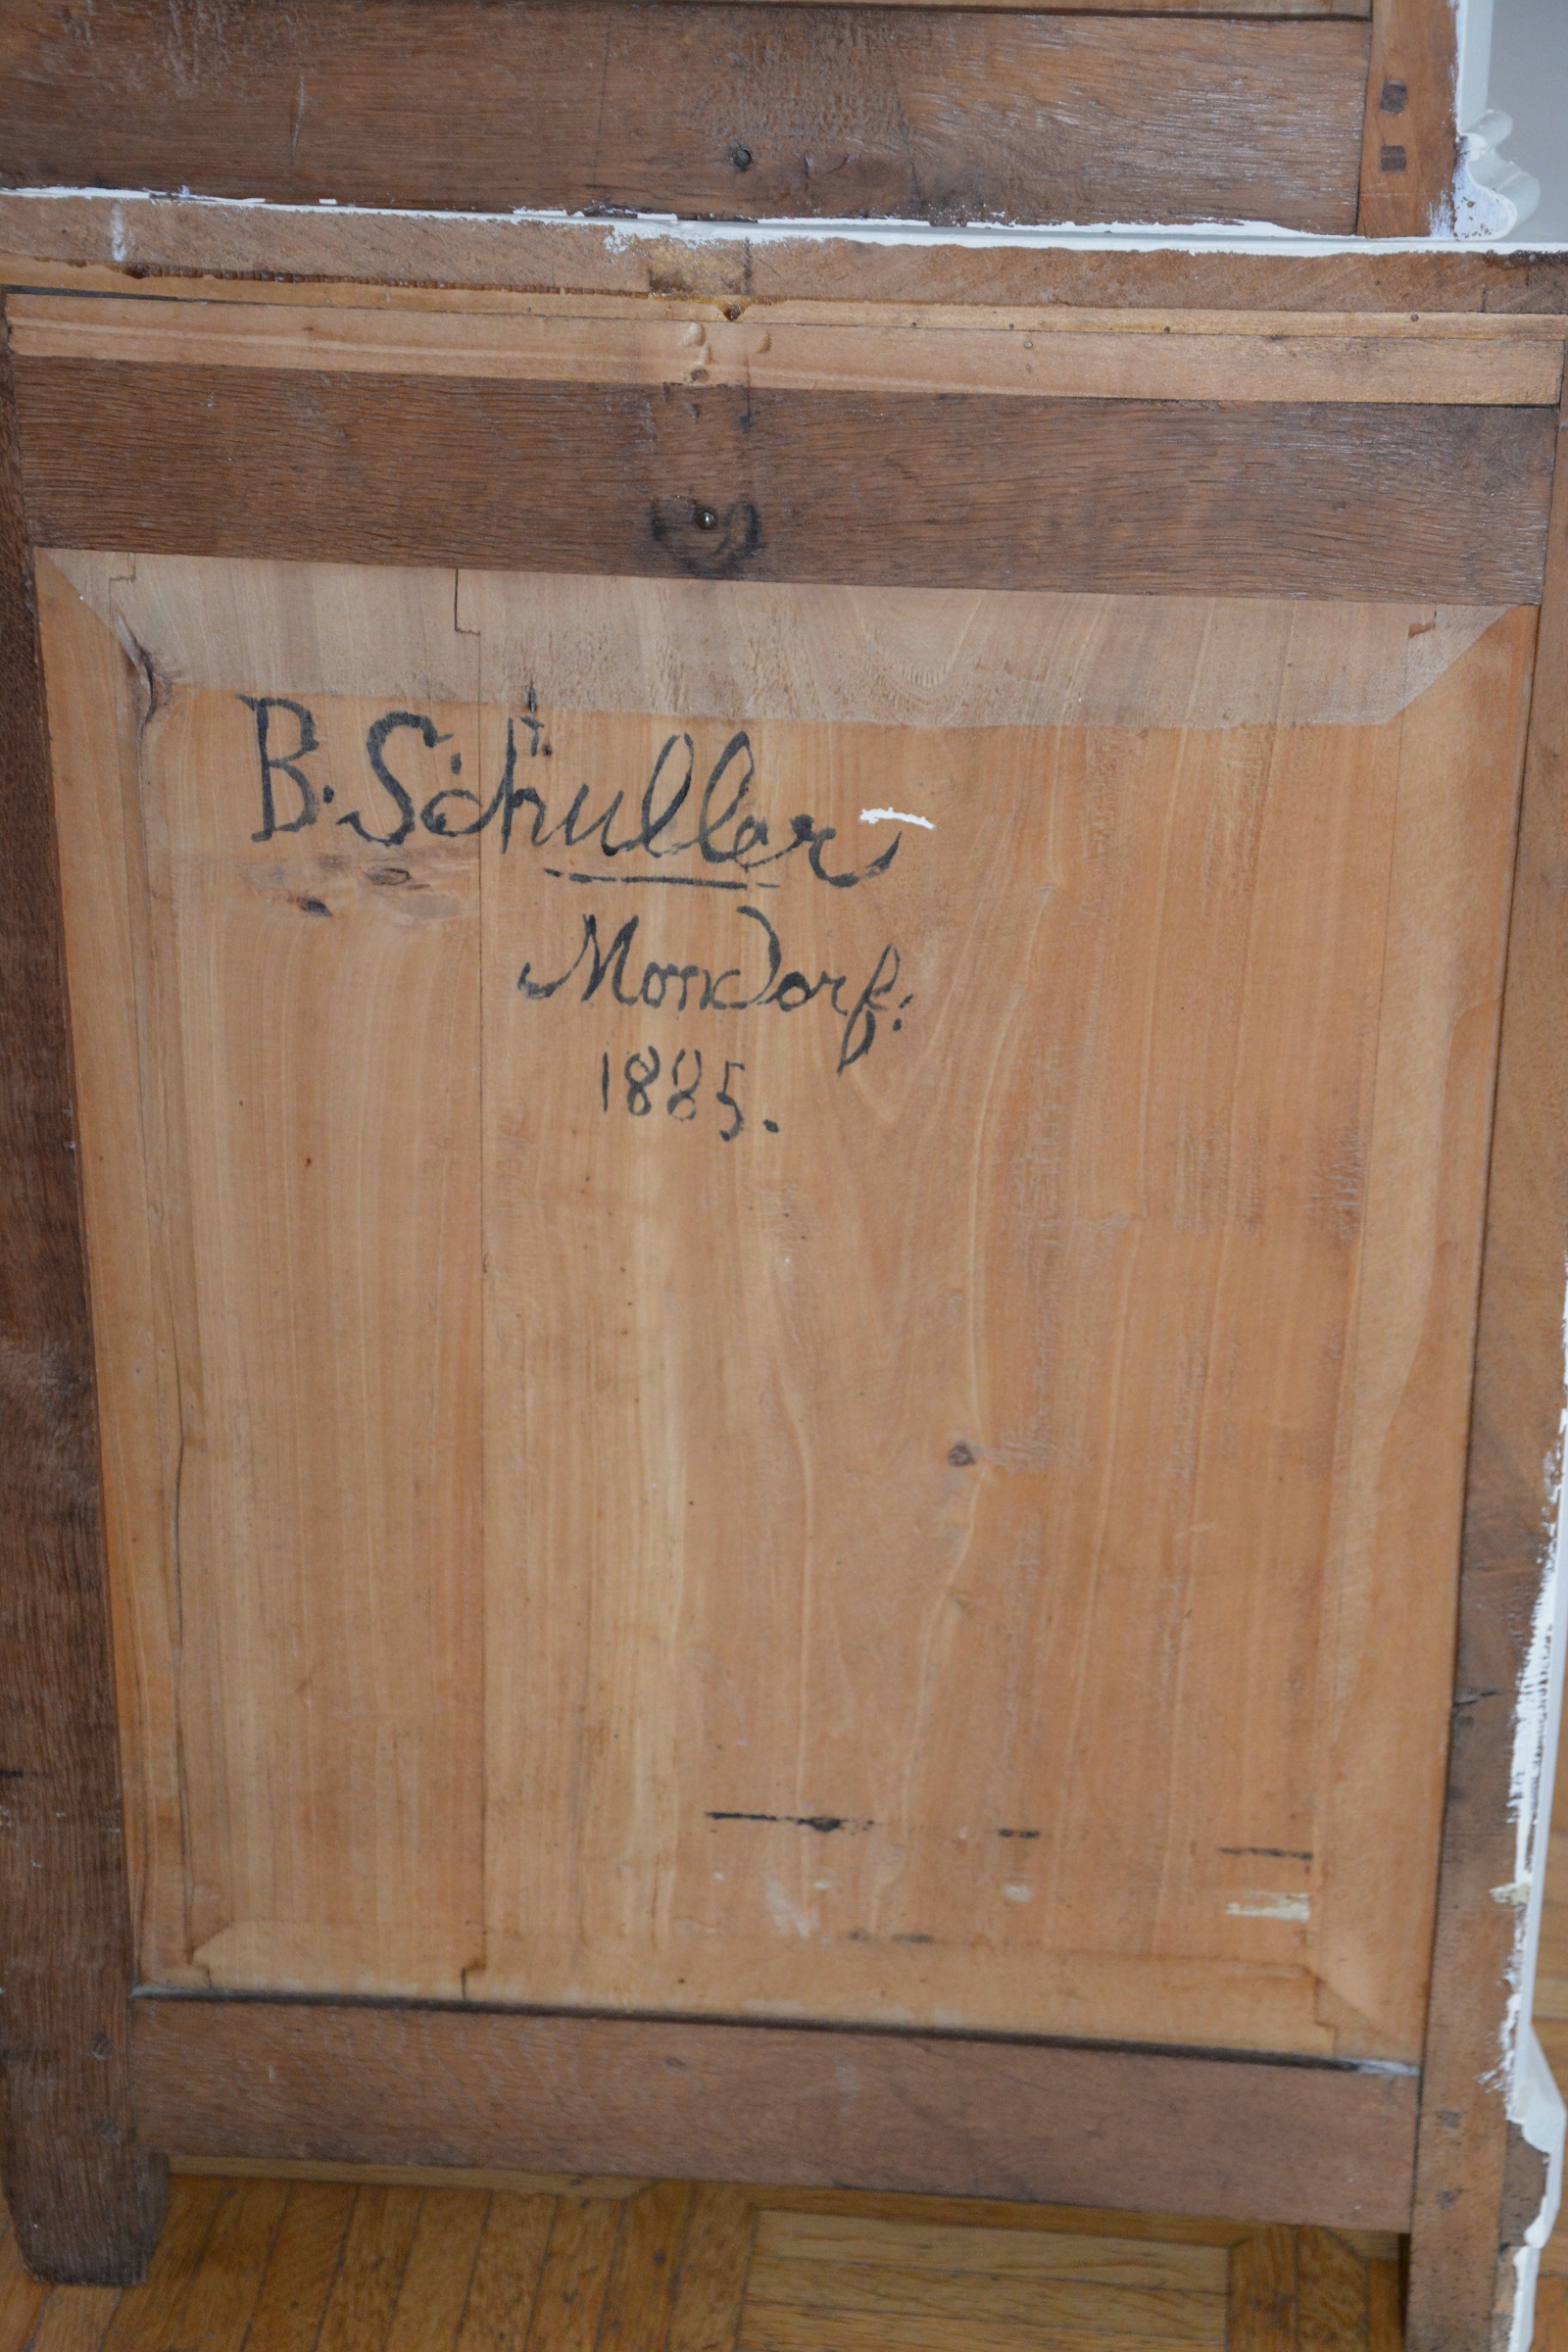 B. Schuller
Mondorf:
1885.